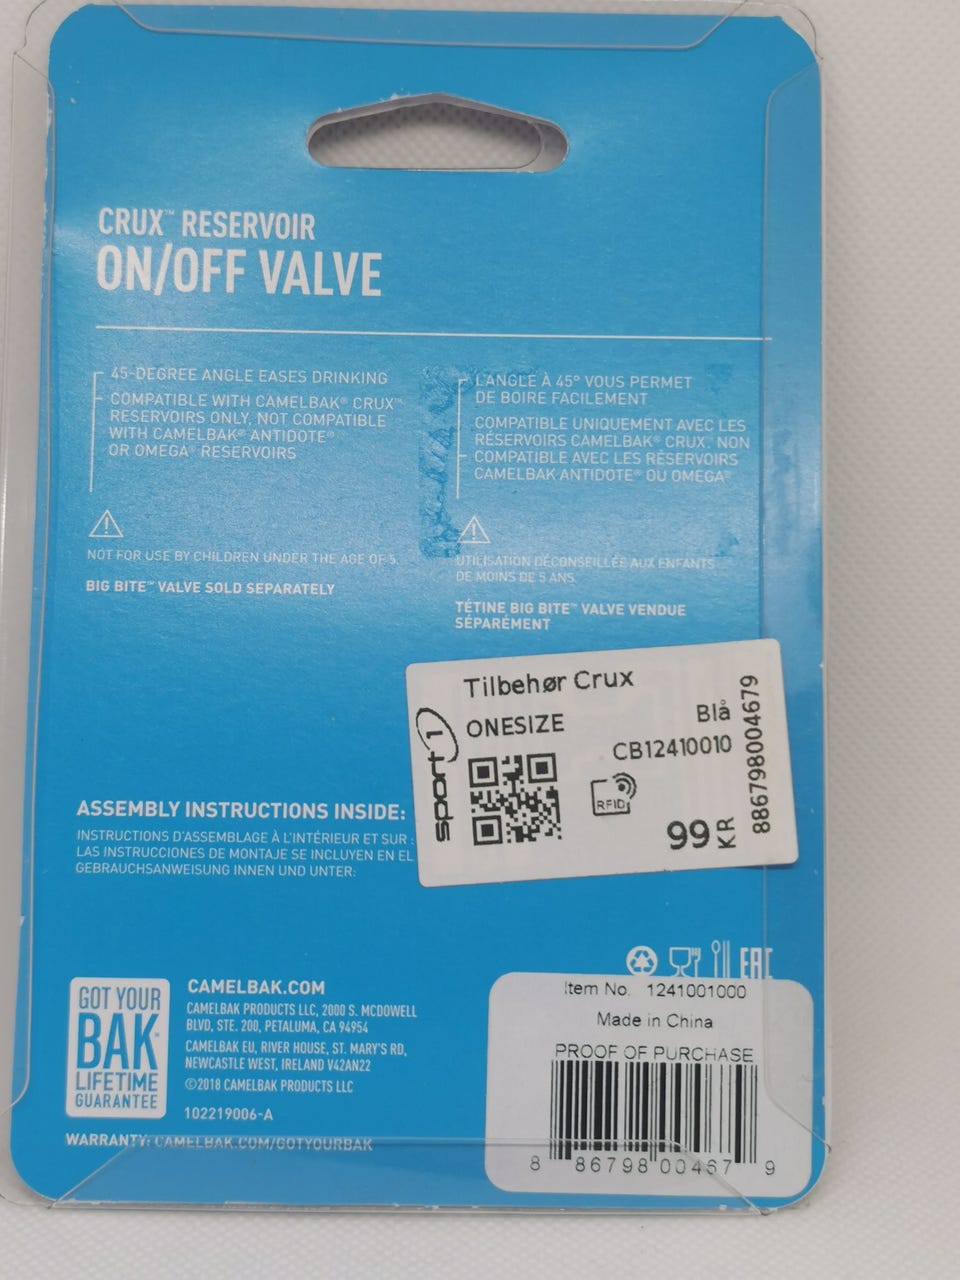 CRUX™ RESERVOIR
ON/OFF VALVE
45-DEGREE ANGLE EASES DRINKING
COMPATIBLE WITH CAMELBAK® CRUX™
RESERVOIRS ONLY, NOT COMPATIBLE
WITH CAMELBAK® ANTIDOTE®
OR OMEGA® RESERVOIRS
NOT FOR USE BY CHILDREN UNDER THE AGE OF 5.
BIG BITE™ VALVE SOLD SEPARATELY
L'ANGLE À 45° VOUS PERMET
DE BOIRE FACILEMENT
COMPATIBLE UNIQUEMENT AVEC LES
RÉSERVOIRS CAMELBAK® CRUX, NON
COMPATIBLE AVEC LES RÉSERVOIRS
CAMELBAK ANTIDOTE® OU OMEGA®
UTILISATION DÉCONSEILLÉE AUX ENFANTS
DE MOINS DE 5 ANS.
TÉTINE BIG BITE™ VALVE VENDUE
SÉPARÉMENT
Tilbehør Crux
ONESIZE
Blå
CB12410010
sport1
RFID
99 KR
886798004679
ASSEMBLY INSTRUCTIONS INSIDE:
INSTRUCTIONS D'ASSEMBLAGE À L'INTÉRIEUR ET SUR :
LAS INSTRUCCIONES DE MONTAJE SE INCLUYEN EN EL
GEBRAUCHSANWEISUNG INNEN UND UNTER:
EAC
GOT YOUR
BAK™
LIFETIME
GUARANTEE
CAMELBAK.COM
CAMELBAK PRODUCTS LLC, 2000 S. MCDOWELL
BLVD, STE. 200, PETALUMA, CA 94954
CAMELBAK EU, RIVER HOUSE, ST. MARY'S RD,
NEWCASTLE WEST, IRELAND V42AN22
©2018 CAMELBAK PRODUCTS LLC
102219006-A
WARRANTY: CAMELBAK.COM/GOTYOURBAK
Item No. 1241001000
Made in China
PROOF OF PURCHASE
8 86798 00467 9